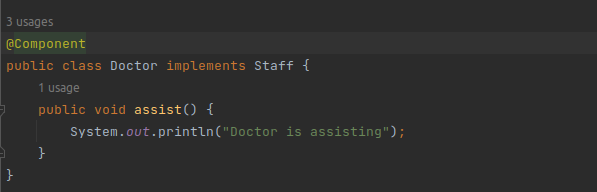 3 usages
@Component
public class Doctor implements Staff {
1 usage
public void assist() {
System.out.println("Doctor is assisting");
}
}